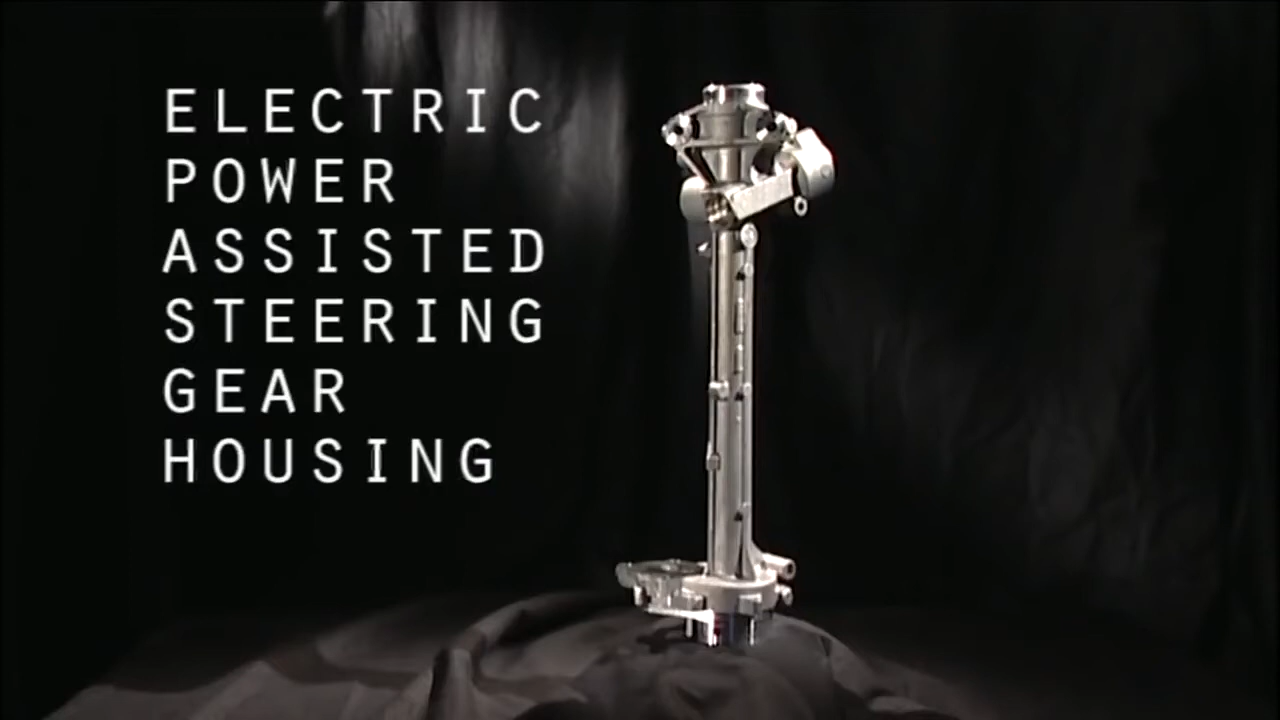 ELECTRIC
POWER
ASSISTED
STEERING
GEAR
HOUSING